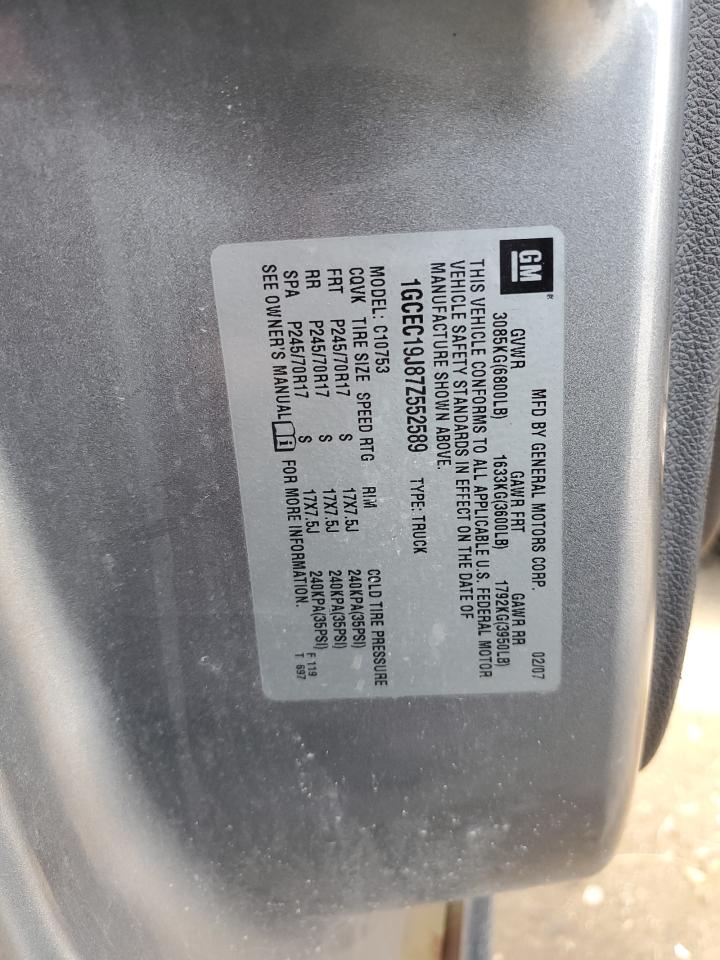 GM®
MFD BY GENERAL MOTORS CORP. 02/07
GVWR GAWR FRT GAWR RR
3085KG(6800LB) 1633KG(3600LB) 1792KG(3950LB)
THIS VEHICLE CONFORMS TO ALL APPLICABLE U.S. FEDERAL MOTOR
VEHICLE SAFETY STANDARDS IN EFFECT ON THE DATE OF
MANUFACTURE SHOWN ABOVE.
1GCEC19J87Z552589 TYPE: TRUCK
MODEL: C10753
CQVK TIRE SIZE SPEED RTG RIM COLD TIRE PRESSURE
FRT P245/70R17 S 17X7.5J 240KPA(35PSI)
RR P245/70R17 S 17X7.5J 240KPA(35PSI)
SPA P245/70R17 S 17X7.5J 240KPA(35PSI)
SEE OWNER'S MANUAL i FOR MORE INFORMATION.
F 119
T 697